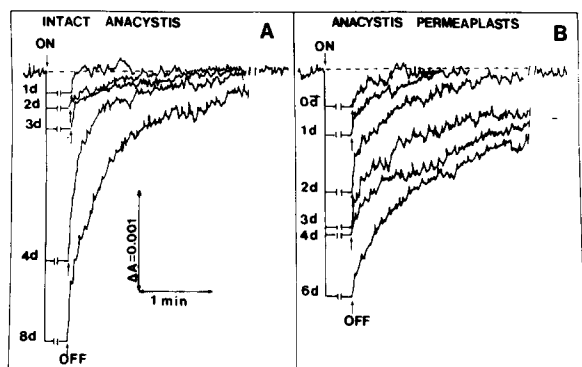 INTACT ANACYSTIS
A
ON
1d
2d
3d
4d
8d
OFF
ΔA=0.001
1 min
ANACYSTIS PERMEAPLASTS
B
ON
0d
1d
2d
3d
4d
6d
OFF